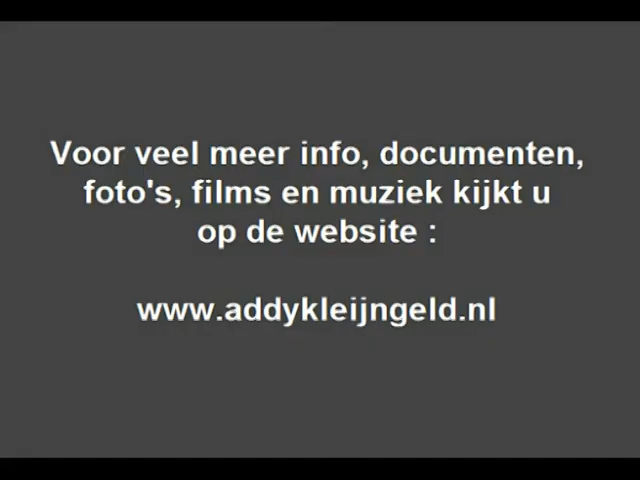 Voor veel meer info, documenten,
foto's, films en muziek kijkt u
op de website :
www.addykleijngeld.nl